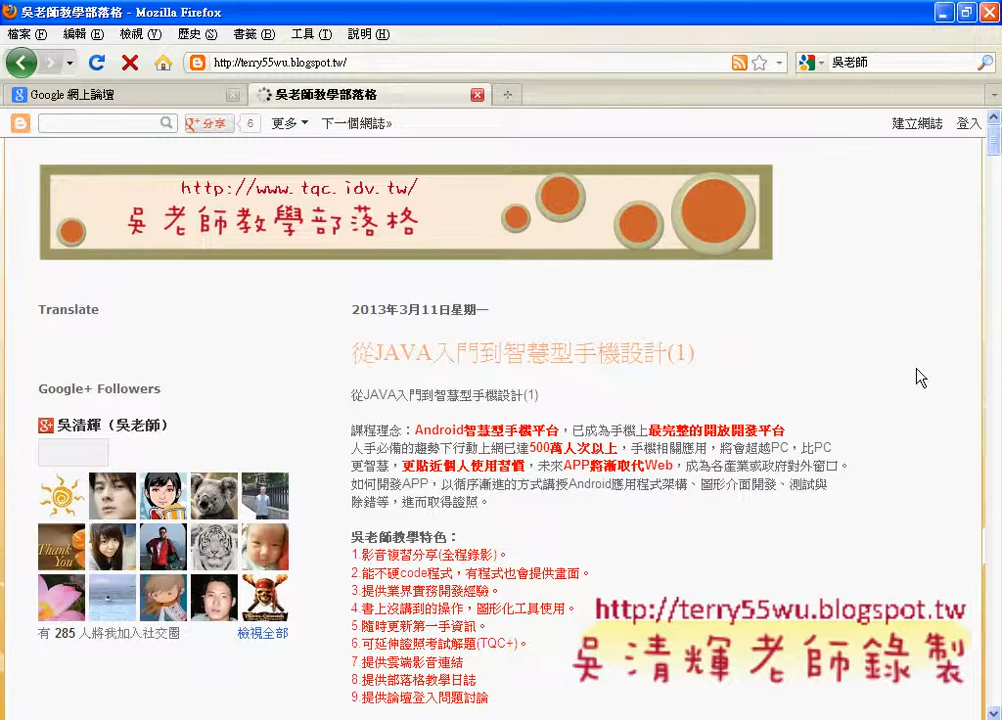 吳老師教學部落格 - Mozilla Firefox
檔案(F) 編輯(E) 檢視(V) 歷史(S) 書籤(B) 工具(T) 說明(H)
http://terry55wu.blogspot.tw/
吳老師
Google 網上論壇
吳老師教學部落格
分享 6 更多 下一個網誌» 建立網誌 登入
http://www.tqc.idv.tw/
吳老師教學部落格
Translate
Google+ Followers
吳清輝（吳老師）
Thank You
有 285 人將我加入社交圈 檢視全部
2013年3月11日星期一
從JAVA入門到智慧型手機設計(1)
從JAVA入門到智慧型手機設計(1)
課程理念：Android智慧型手機平台，已成為手機上最完整的開放開發平台
人手必備的趨勢下行動上網已達500萬人次以上，手機相關應用，將會超越PC，比PC
更智慧，更貼近個人使用習慣，未來APP將漸取代Web，成為各產業或政府對外窗口。
如何開發APP，以循序漸進的方式講授Android應用程式架構、圖形介面開發、測試與
除錯等，進而取得證照。
吳老師教學特色：
1.影音複習分享(全程錄影)。
2.能不硬code程式，有程式也會提供畫面。
3.提供業界實務開發經驗。
4.書上沒講到的操作，圖形化工具使用。
5.隨時更新第一手資訊。
6.可延伸證照考試解題(TQC+)。
7.提供雲端影音連結
8.提供部落格教學日誌
9.提供論壇登入問題討論
http://terry55wu.blogspot.tw
吳清輝老師錄製